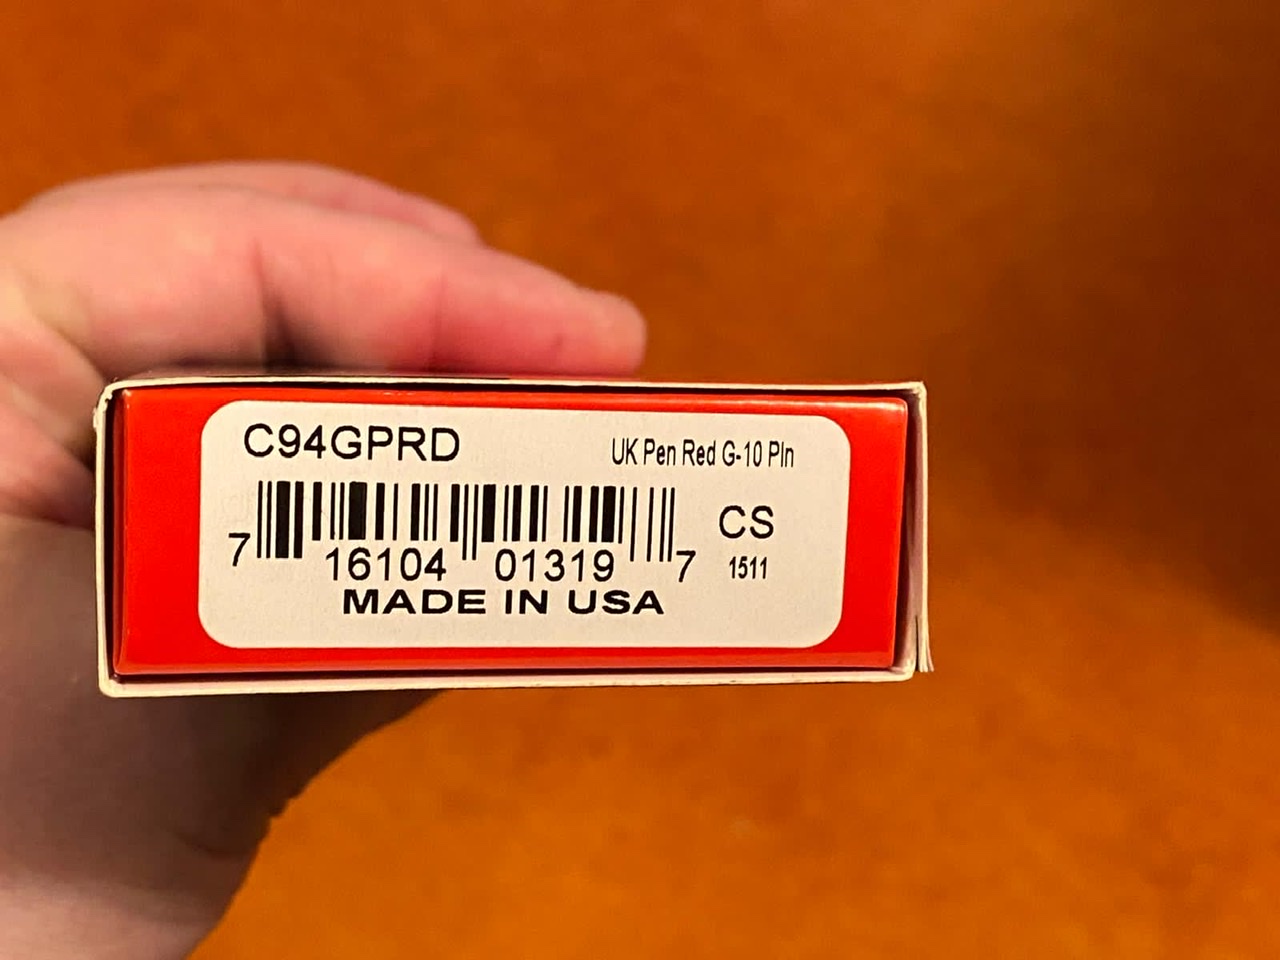 C94GPRD UK Pen Red G-10 Pln
CS
7 16104 01319 7 1511
MADE IN USA